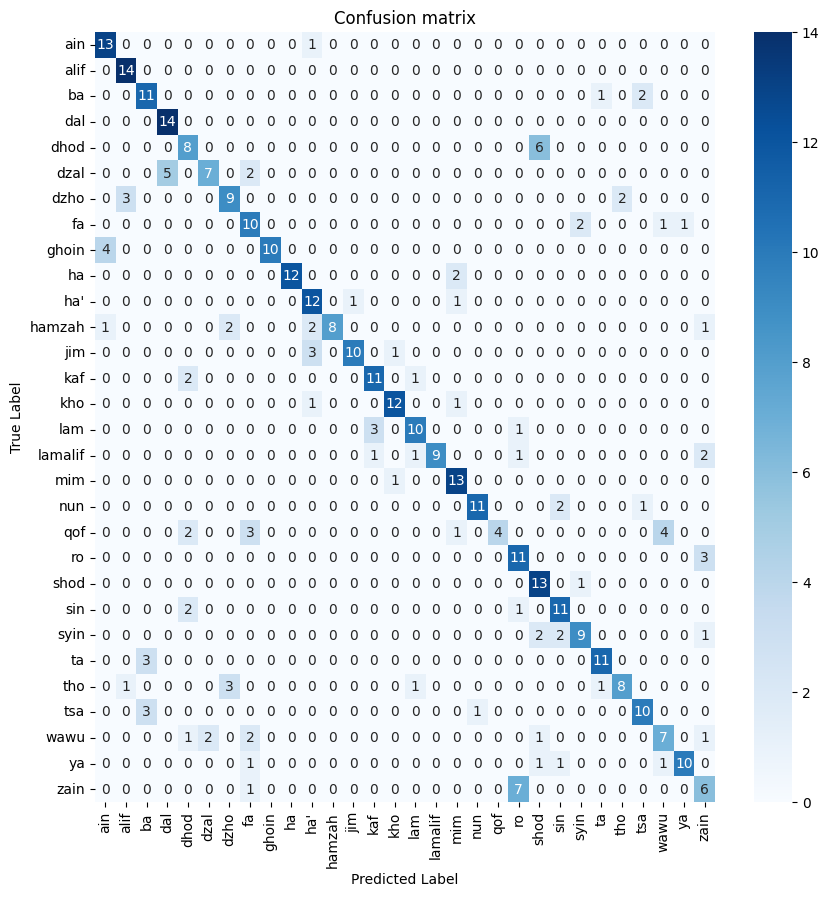 Confusion matrix
ain 13 0 0 0 0 0 0 0 0 0 1 0 0 0 0 0 0 0 0 0 0 0 0 0 0 0 0 0 0 0
alif 0 14 0 0 0 0 0 0 0 0 0 0 0 0 0 0 0 0 0 0 0 0 0 0 0 0 0 0 0 0
ba 0 0 11 0 0 0 0 0 0 0 0 0 0 0 0 0 0 0 0 0 0 0 0 0 1 0 2 0 0 0
dal 0 0 0 14 0 0 0 0 0 0 0 0 0 0 0 0 0 0 0 0 0 0 0 0 0 0 0 0 0 0
dhod 0 0 0 0 8 0 0 0 0 0 0 0 0 0 0 0 0 0 0 0 0 6 0 0 0 0 0 0 0 0
dzal 0 0 0 5 0 7 0 2 0 0 0 0 0 0 0 0 0 0 0 0 0 0 0 0 0 0 0 0 0 0
dzho 0 3 0 0 0 0 9 0 0 0 0 0 0 0 0 0 0 0 0 0 0 0 0 0 0 2 0 0 0 0
fa 0 0 0 0 0 0 0 10 0 0 0 0 0 0 0 0 0 0 0 0 0 0 0 2 0 0 0 1 1 0
ghoin 4 0 0 0 0 0 0 0 10 0 0 0 0 0 0 0 0 0 0 0 0 0 0 0 0 0 0 0 0 0
ha 0 0 0 0 0 0 0 0 0 12 0 0 0 0 0 0 0 2 0 0 0 0 0 0 0 0 0 0 0 0
ha' 0 0 0 0 0 0 0 0 0 0 12 0 1 0 0 0 0 1 0 0 0 0 0 0 0 0 0 0 0 0
hamzah 1 0 0 0 0 0 2 0 0 0 2 8 0 0 0 0 0 0 0 0 0 0 0 0 0 0 0 0 0 1
jim 0 0 0 0 0 0 0 0 0 0 3 0 10 0 1 0 0 0 0 0 0 0 0 0 0 0 0 0 0 0
kaf 0 0 0 0 2 0 0 0 0 0 0 0 0 11 0 1 0 0 0 0 0 0 0 0 0 0 0 0 0 0
kho 0 0 0 0 0 0 0 0 0 0 1 0 0 0 12 0 0 1 0 0 0 0 0 0 0 0 0 0 0 0
lam 0 0 0 0 0 0 0 0 0 0 0 0 0 3 0 10 0 0 0 0 1 0 0 0 0 0 0 0 0 0
lamalif 0 0 0 0 0 0 0 0 0 0 0 0 0 1 0 1 9 0 0 0 1 0 0 0 0 0 0 0 0 2
mim 0 0 0 0 0 0 0 0 0 0 0 0 0 0 1 0 0 13 0 0 0 0 0 0 0 0 0 0 0 0
nun 0 0 0 0 0 0 0 0 0 0 0 0 0 0 0 0 0 0 11 0 0 0 2 0 0 0 1 0 0 0
qof 0 0 0 0 2 0 0 3 0 0 0 0 0 0 0 0 0 1 0 4 0 0 0 0 0 0 0 4 0 0
ro 0 0 0 0 0 0 0 0 0 0 0 0 0 0 0 0 0 0 0 0 11 0 0 0 0 0 0 0 0 3
shod 0 0 0 0 0 0 0 0 0 0 0 0 0 0 0 0 0 0 0 0 0 13 0 1 0 0 0 0 0 0
sin 0 0 0 0 2 0 0 0 0 0 0 0 0 0 0 0 0 0 0 0 1 0 11 0 0 0 0 0 0 0
syin 0 0 0 0 0 0 0 0 0 0 0 0 0 0 0 0 0 0 0 0 0 2 2 9 0 0 0 0 0 1
ta 0 0 3 0 0 0 0 0 0 0 0 0 0 0 0 0 0 0 0 0 0 0 0 0 11 0 0 0 0 0
tho 0 1 0 0 0 0 3 0 0 0 0 0 0 0 0 1 0 0 0 0 0 0 0 0 1 8 0 0 0 0
tsa 0 0 3 0 0 0 0 0 0 0 0 0 0 0 0 0 0 0 1 0 0 0 0 0 0 0 10 0 0 0
wawu 0 0 0 0 1 2 0 2 0 0 0 0 0 0 0 0 0 0 0 0 0 1 0 0 0 0 0 7 0 1
ya 0 0 0 0 0 0 0 1 0 0 0 0 0 0 0 0 0 0 0 0 0 1 1 0 0 0 0 1 10 0
zain 0 0 0 0 0 0 0 1 0 0 0 0 0 0 0 0 0 0 0 0 7 0 0 0 0 0 0 0 0 6
ain alif ba dal dhod dzal dzho fa ghoin ha ha' hamzah jim kaf kho lam lamalif mim nun qof ro shod sin syin ta tho tsa wawu ya zain
Predicted Label
True Label
14
12
10
8
6
4
2
0